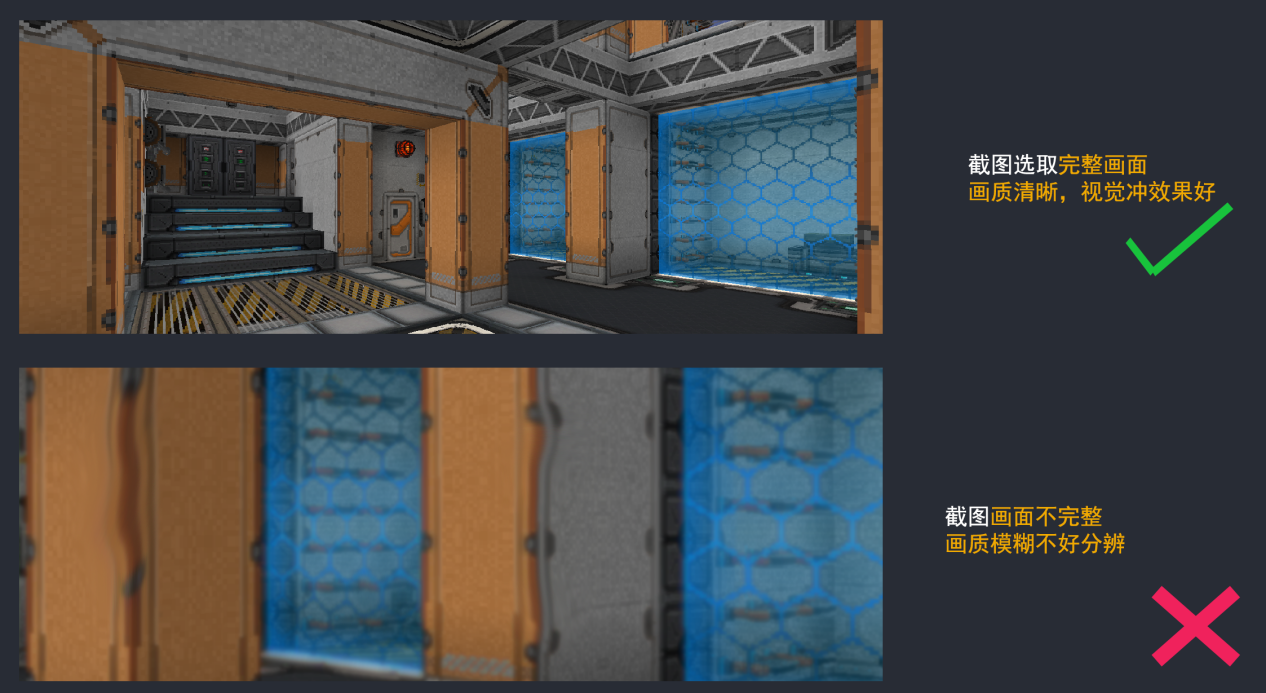 截图选取完整画面
画质清晰，视觉冲效果好
截图画面不完整
画质模糊不好分辨